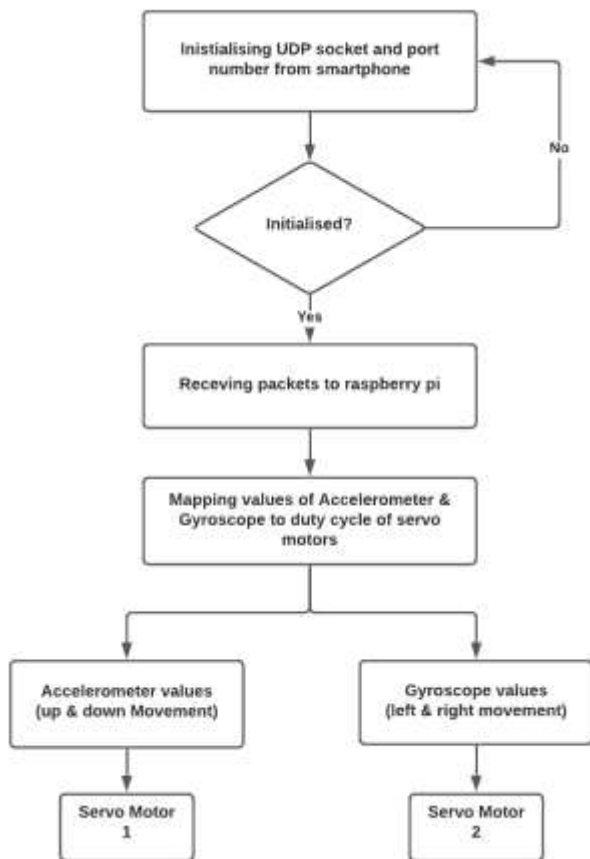 Inistialising UDP socket and port
number from smartphone
No
Initialised?
Yes
Receving packets to raspberry pi
Mapping values of Accelerometer &
Gyroscope to duty cycle of servo
motors
Accelerometer values
(up & down Movement)
Gyroscope values
(left & right movement)
Servo Motor
1
Servo Motor
2